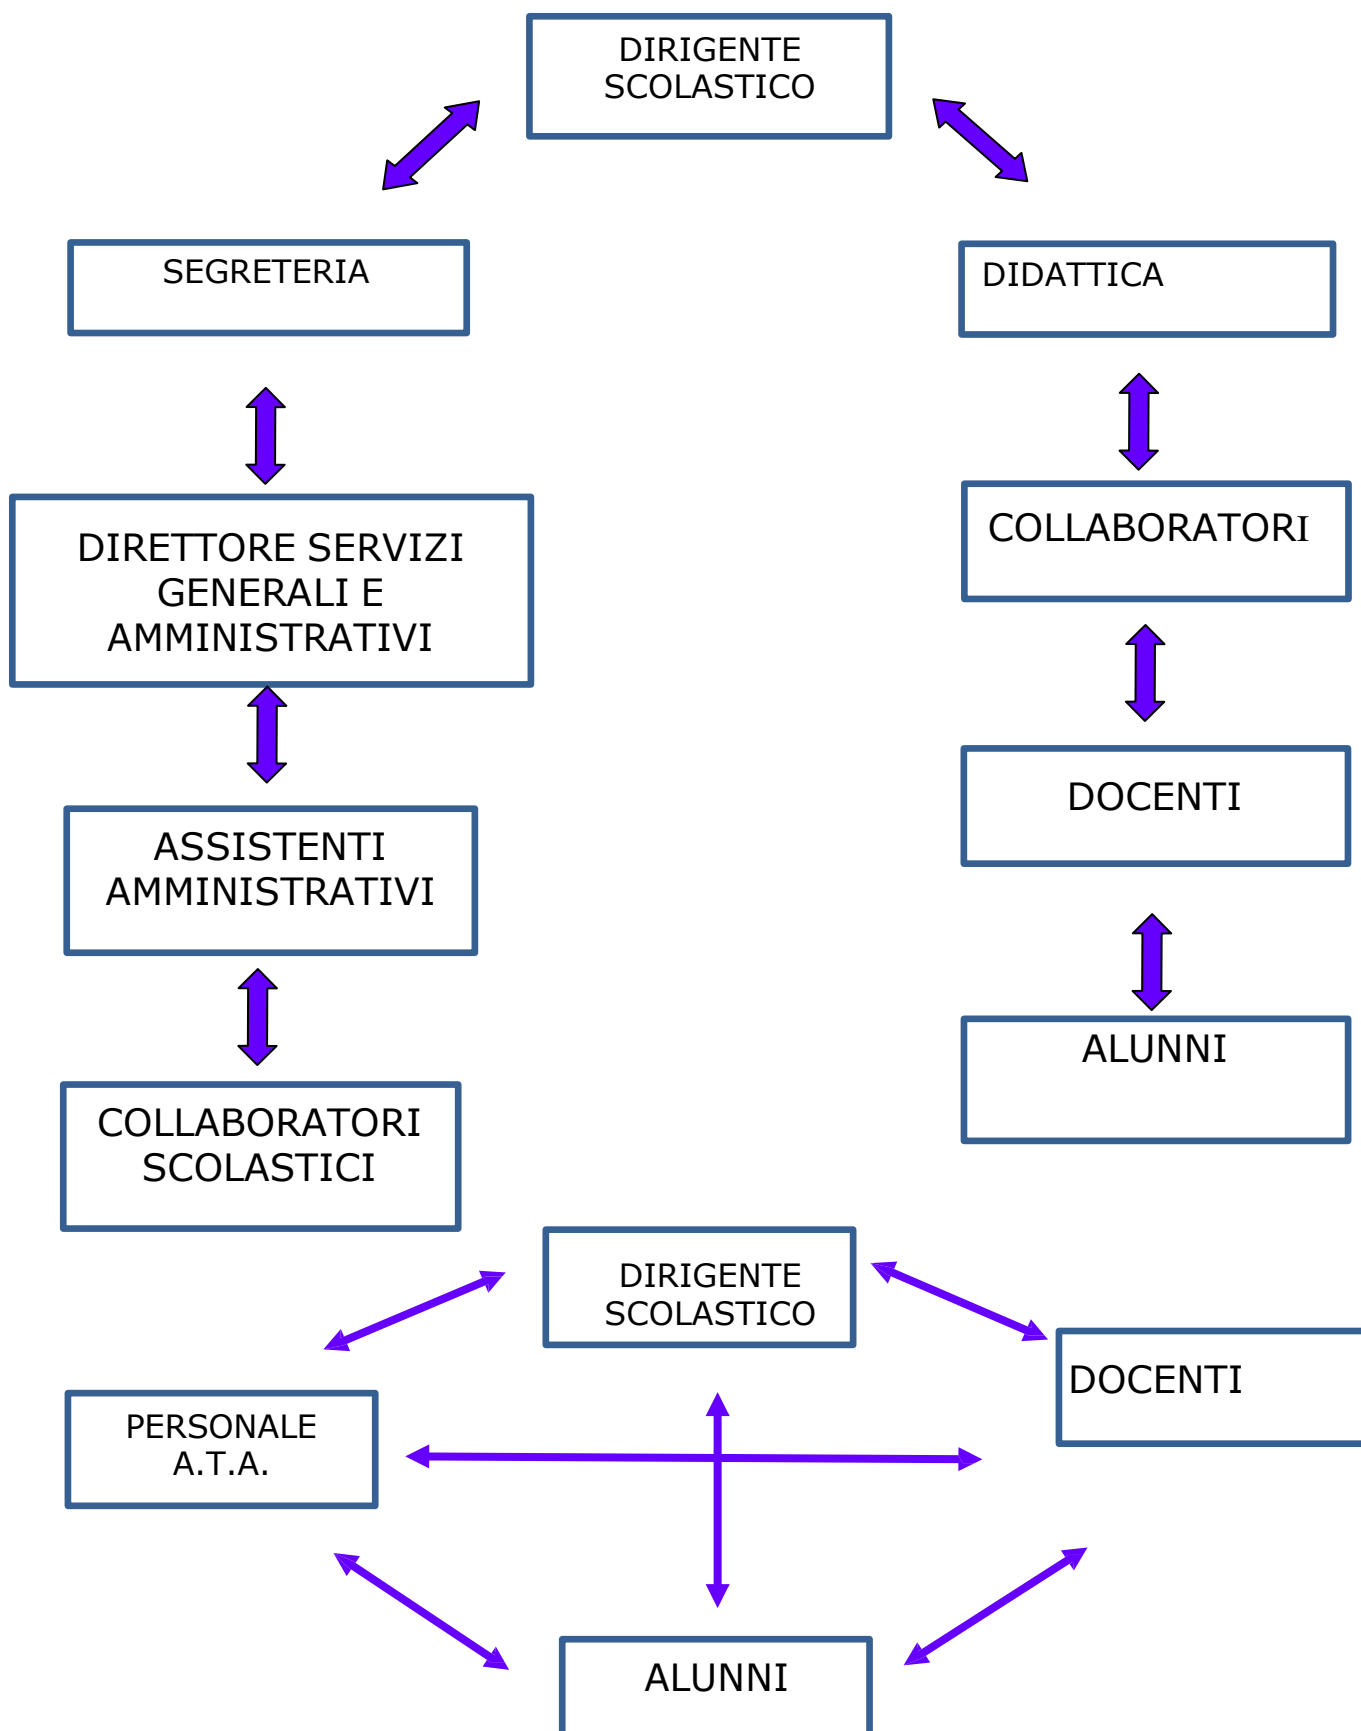 DIRIGENTE
SCOLASTICO
SEGRETERIA
DIDATTICA
DIRETTORE SERVIZI
GENERALI E
AMMINISTRATIVI
COLLABORATORI
DOCENTI
ASSISTENTI
AMMINISTRATIVI
ALUNNI
COLLABORATORI
SCOLASTICI
DIRIGENTE
SCOLASTICO
DOCENTI
PERSONALE
A.T.A.
ALUNNI